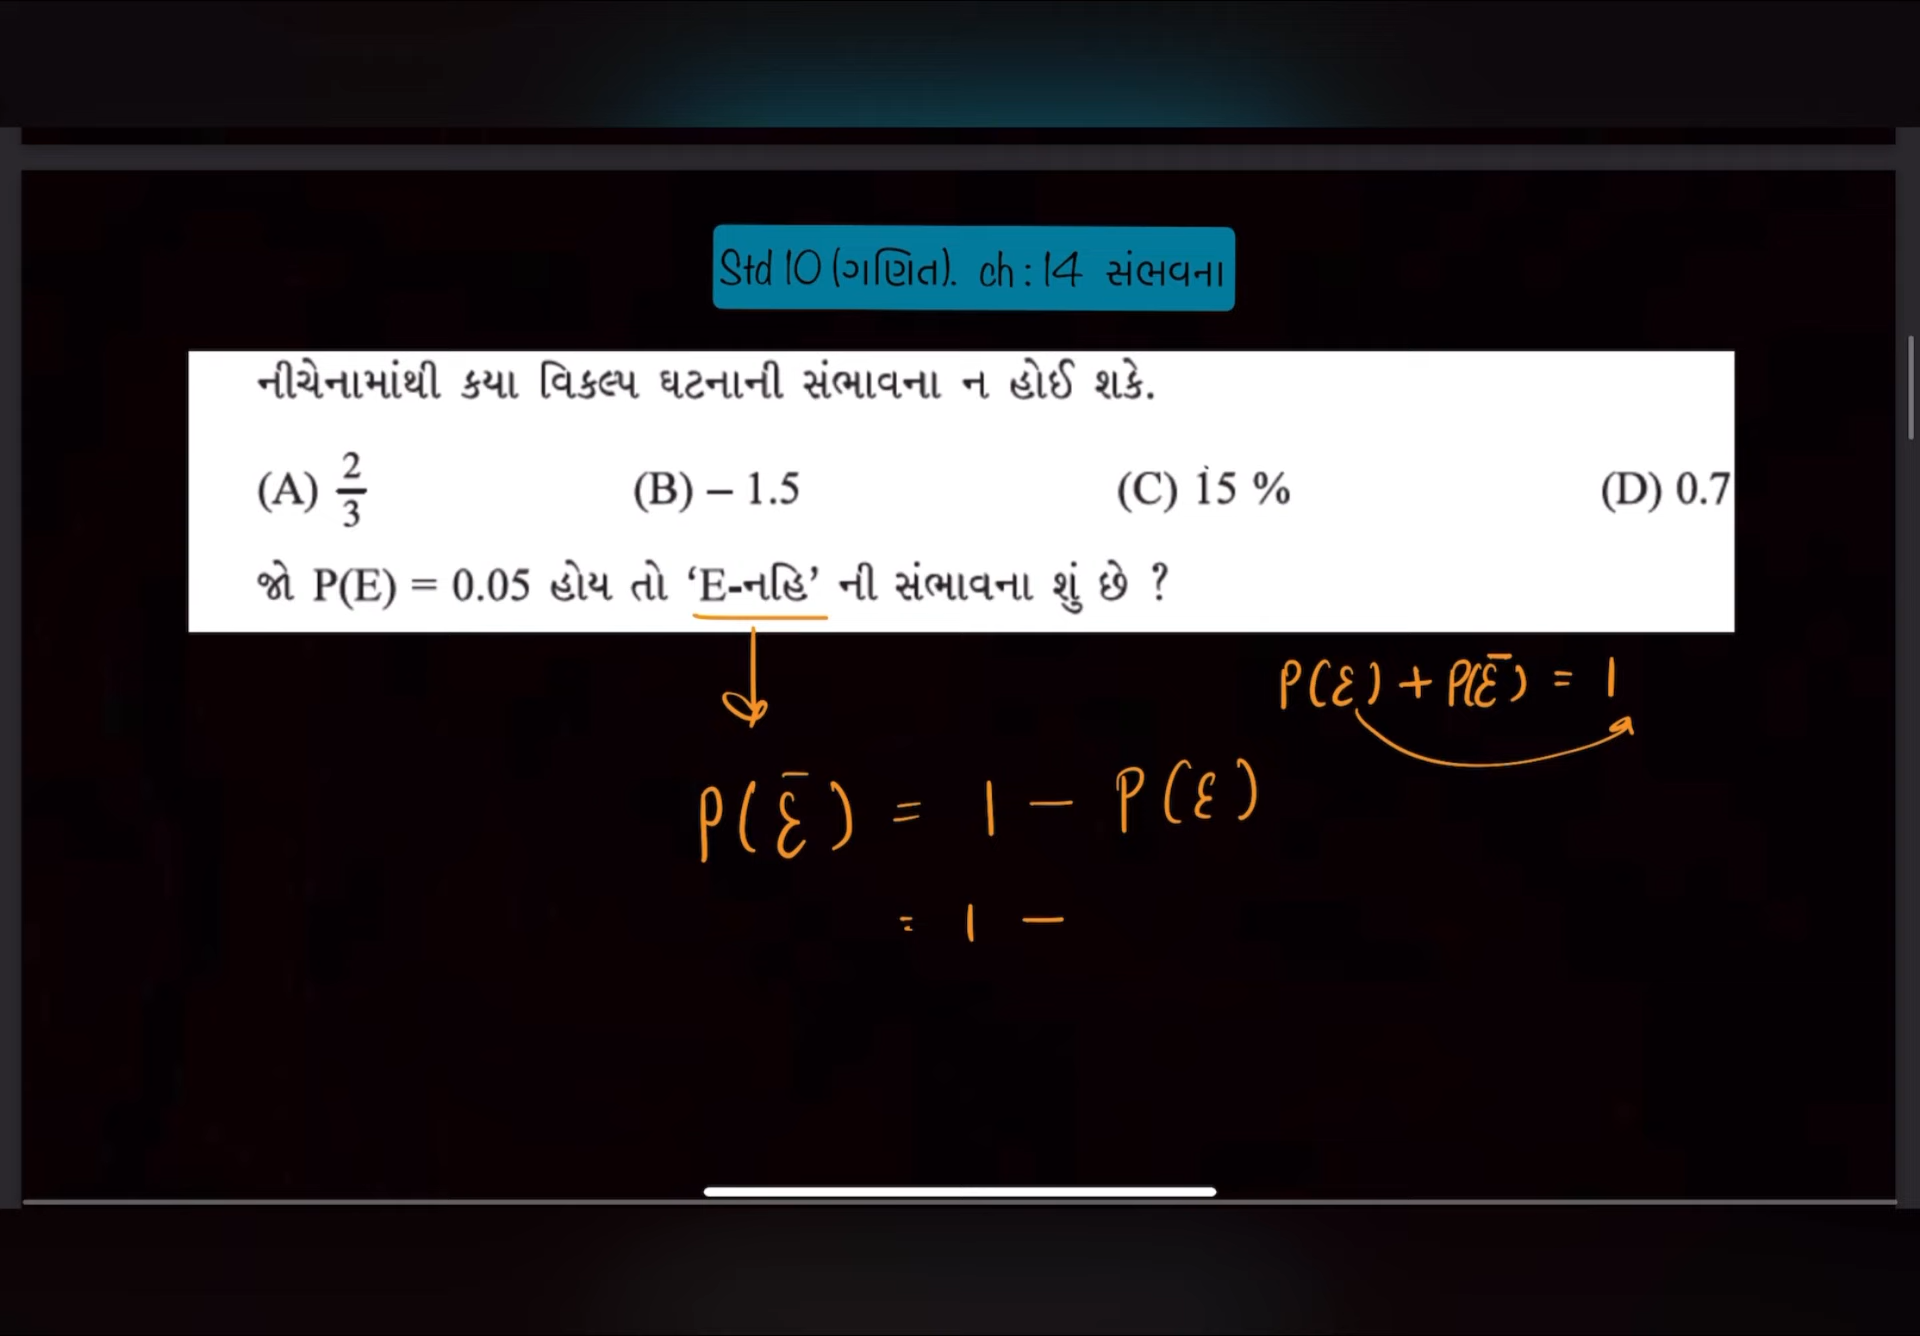 Std 10 (ગણિત). ch : 14 સંભવના
નીચેનામાંથી કયા વિકલ્પ ઘટનાની સંભાવના ન હોઈ શકે.
(A) 2/3 (B) – 1.5 (C) 15 % (D) 0.7
જો P(E) = 0.05 હોય તો ‘E-નહિ’ ની સંભાવના શું છે ?
P(E) + P(E̅) = 1
P(E̅) = 1 – P(E)
= 1 –